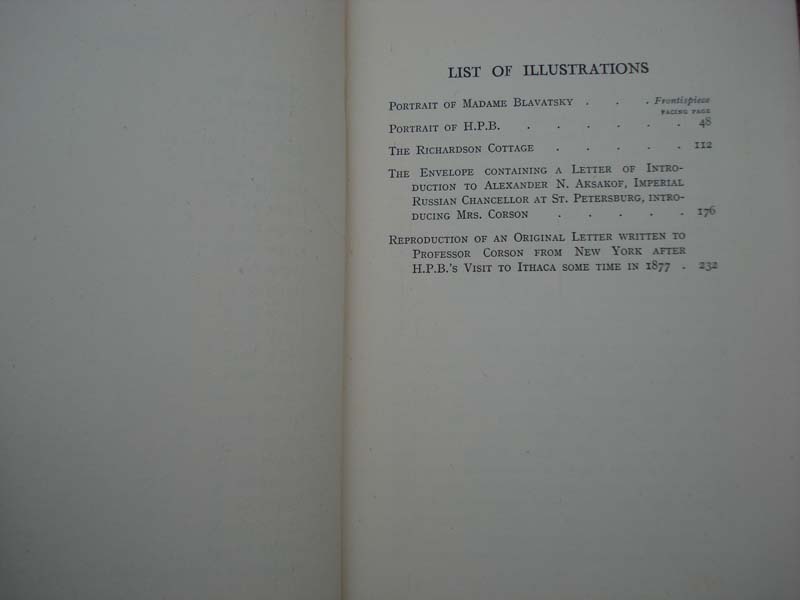 LIST OF ILLUSTRATIONS
Portrait of Madame Blavatsky . . . Frontispiece
FACING PAGE
Portrait of H.P.B. . . . . . . 48
The Richardson Cottage . . . . . 112
The Envelope containing a Letter of Intro-
duction to Alexander N. Aksakof, Imperial
Russian Chancellor at St. Petersburg, intro-
ducing Mrs. Corson . . . . . 176
Reproduction of an Original Letter written to
Professor Corson from New York after
H.P.B.'s Visit to Ithaca some time in 1877 . 232